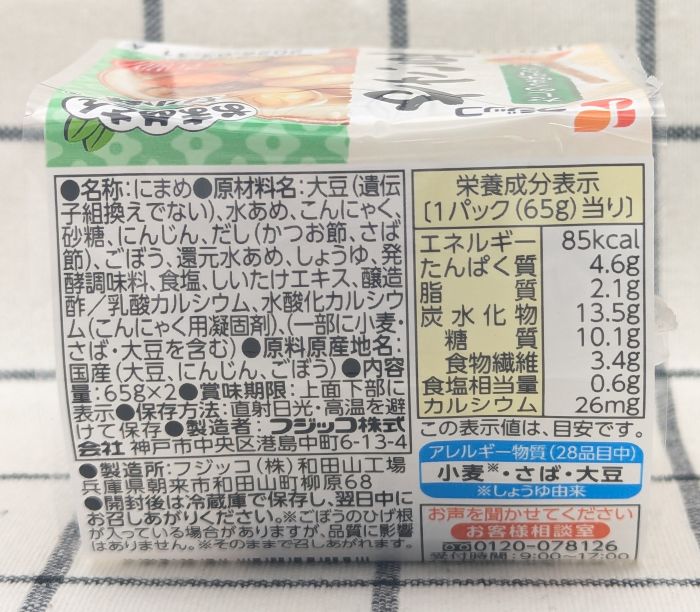 フジッコ
おまめさん
●名称:にまめ●原材料名:大豆(遺伝
子組換えでない)、水あめ、こんにゃく、
砂糖、にんじん、だし(かつお節、さば
節)、ごぼう、還元水あめ、しょうゆ、発
酵調味料、食塩、しいたけエキス、醸造
酢/乳酸カルシウム、水酸化カルシウ
ム(こんにゃく用凝固剤)、(一部に小麦・
さば・大豆を含む)●原料原産地名:
国産(大豆、にんじん、ごぼう)●内容
量:65g×2●賞味期限:上面下部に
表示●保存方法:直射日光・高温を避
けて保存●製造者:フジッコ株式
会社 神戸市中央区港島中町6-13-4
●製造所:フジッコ(株)和田山工場
兵庫県朝来市和田山町柳原68
●開封後は冷蔵庫で保存し、翌日中に
お召しあがりください。※ごぼうのひげ根
が入っている場合がありますが、品質に影響
はありません。※そのままで召しあがれます。
栄養成分表示
〔1パック(65g)当り〕
エネルギー 85kcal
たんぱく質 4.6g
脂質 2.1g
炭水化物 13.5g
糖質 10.1g
食物繊維 3.4g
食塩相当量 0.6g
カルシウム 26mg
この表示値は、目安です。
アレルギー物質(28品目中)
小麦※・さば・大豆
※しょうゆ由来
お声を聞かせてください
お客様相談室
0120-078126
受付時間:9:00~17:00